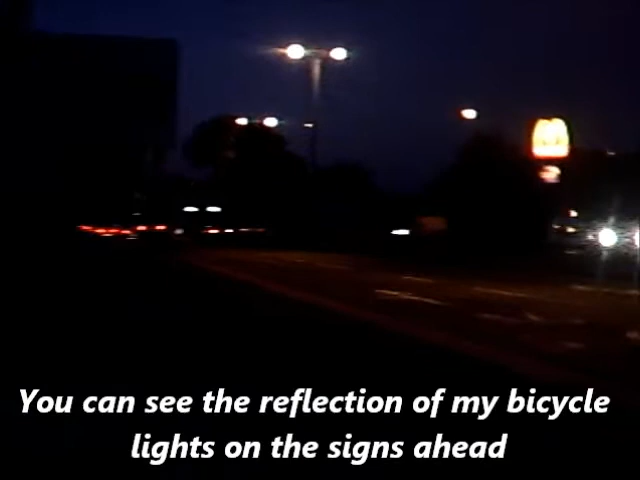 You can see the reflection of my bicycle
lights on the signs ahead